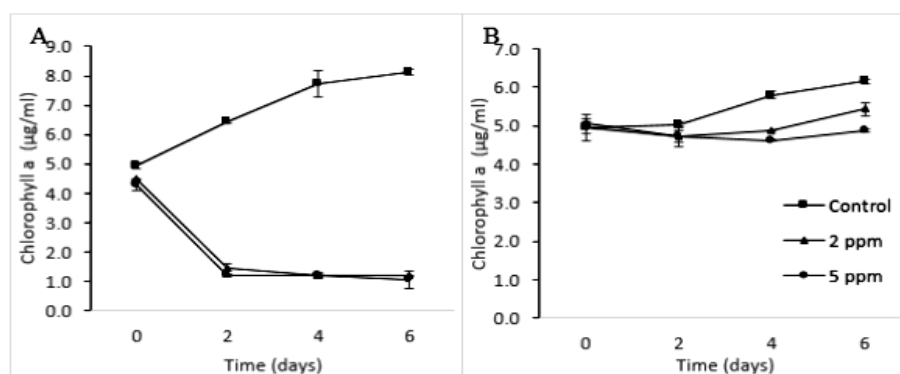 A
9.0
8.0
7.0
6.0
5.0
4.0
3.0
2.0
1.0
0.0
Chlorophyll a (µg/ml)
0 2 4 6
Time (days)
B
7.0
6.0
5.0
4.0
3.0
2.0
1.0
0.0
Chlorophyll a (µg/ml)
Control
2 ppm
5 ppm
0 2 4 6
Time (days)